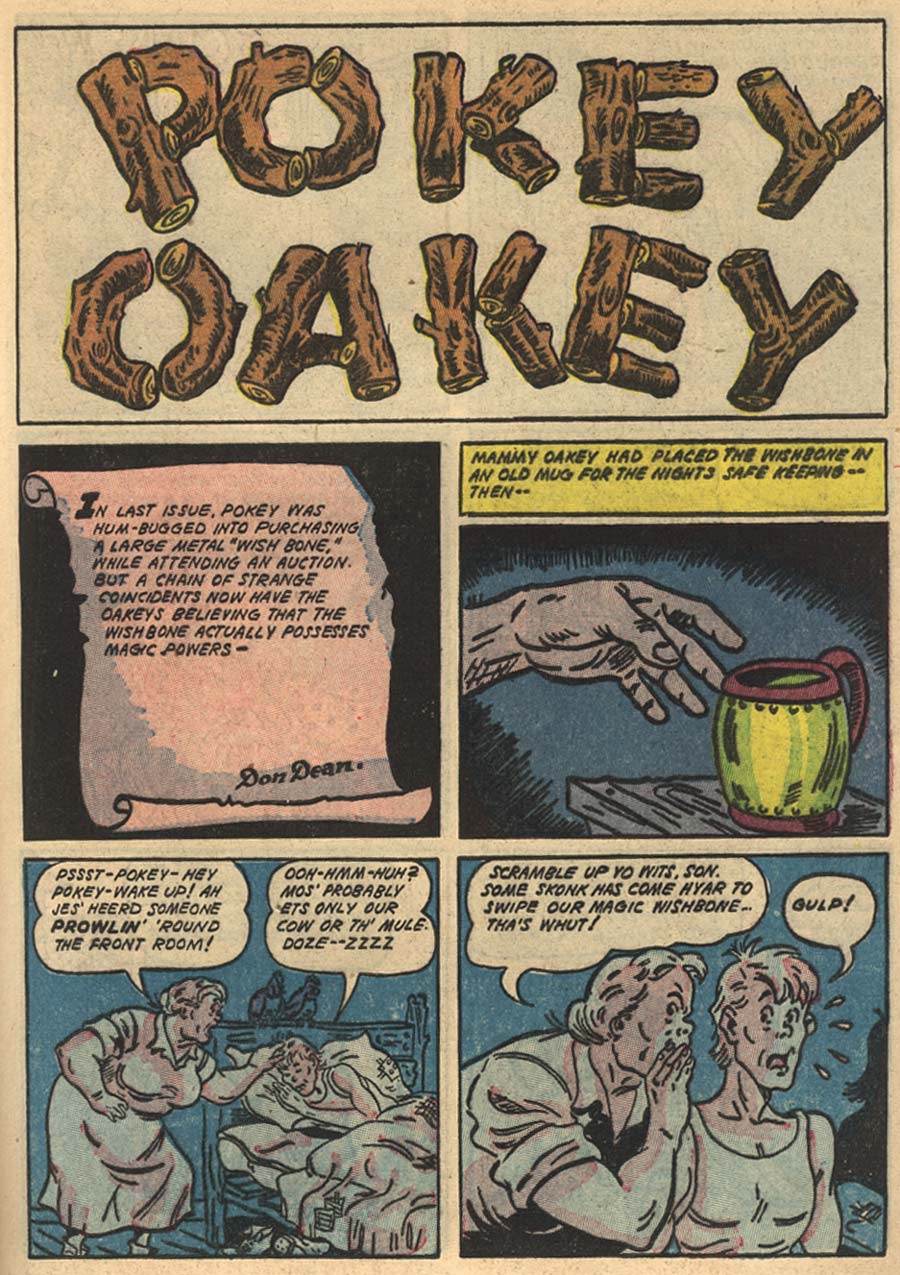 POKEY
OAKEY
IN LAST ISSUE, POKEY WAS
HUM-BUGGED INTO PURCHASING
A LARGE METAL "WISH BONE,"
WHILE ATTENDING AN AUCTION.
BUT A CHAIN OF STRANGE
COINCIDENTS NOW HAVE THE
OAKEYS BELIEVING THAT THE
WISHBONE ACTUALLY POSSESSES
MAGIC POWERS—
Don Dean.
MAMMY OAKEY HAD PLACED THE WISHBONE IN
AN OLD MUG FOR THE NIGHTS SAFE KEEPING--
THEN--
PSSST-POKEY-HEY
POKEY-WAKE UP! AH
JES' HEERD SOMEONE
PROWLIN' 'ROUND
THE FRONT ROOM!
OOH-HMM-HUH?
MOS' PROBABLY
ETS ONLY OUR
COW OR TH' MULE.
DOZE--ZZZZ
SCRAMBLE UP YO WITS, SON.
SOME SKONK HAS COME HYAR TO
SWIPE OUR MAGIC WISHBONE--
THA'S WHUT!
GULP!